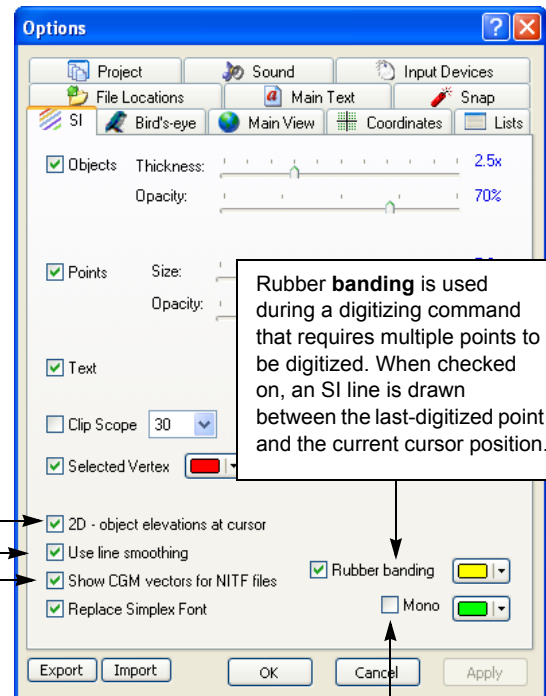 Options
Project
Sound
Input Devices
File Locations
Main Text
Snap
SI
Bird's-eye
Main View
Coordinates
Lists
Objects Thickness: 2.5x
Opacity: 70%
Points Size:
Opacity:
Rubber banding is used
during a digitizing command
that requires multiple points to
be digitized. When checked
on, an SI line is drawn
between the last-digitized point
and the current cursor position.
Text
Clip Scope 30
Selected Vertex
2D - object elevations at cursor
Use line smoothing
Show CGM vectors for NITF files
Replace Simplex Font
Rubber banding
Mono
Export Import OK Cancel Apply